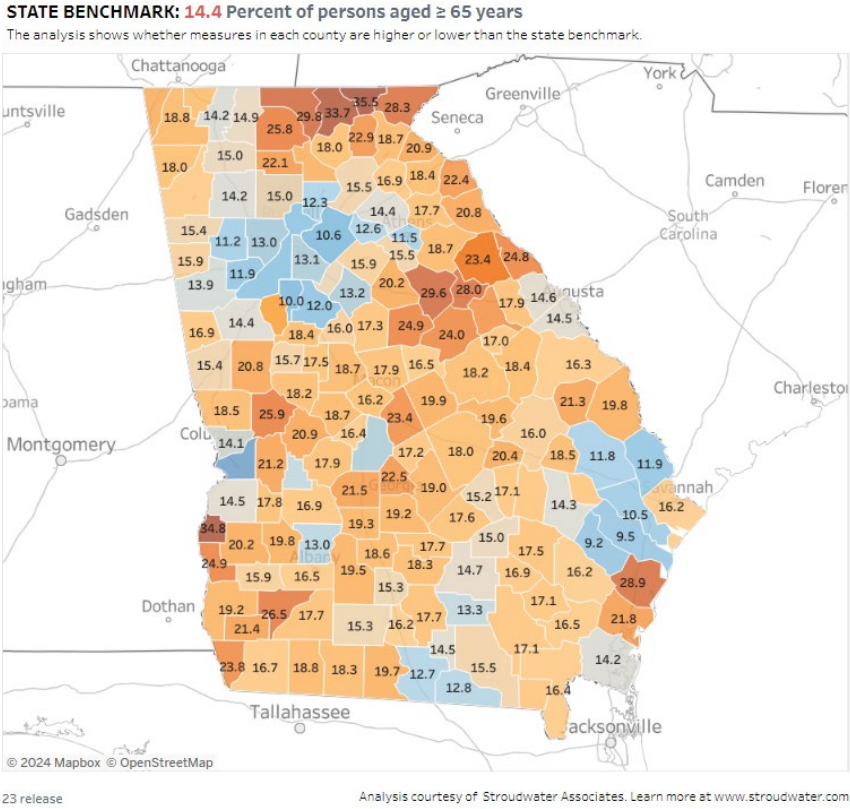 STATE BENCHMARK: 14.4 Percent of persons aged ≥ 65 years
The analysis shows whether measures in each county are higher or lower than the state benchmark.
Chattanooga
York
Greenville
untsville
Seneca
18.8 14.2 14.9 25.8 29.8 33.7 35.5 28.3
18.0 22.9 18.7 20.9
18.0 15.0 22.1
15.5 16.9 18.4 22.4
Camden
Floren
14.2 15.0 12.3
14.4 17.7 20.8
Gadsden
South
Carolina
Athens
15.4 11.2 13.0 10.6 12.6 11.5
15.9 13.1 15.9 15.5 18.7 23.4 24.8
ngham
13.9 11.9 13.2 20.2 29.6 28.0
10.0 12.0 17.9 14.6
Augusta
14.5
16.9 14.4 18.4 16.0 17.3 24.9 24.0 17.0
15.4 20.8 15.7 17.5 18.7 17.9 16.5 18.2 18.4 16.3
Macon
Charlesto
18.5 25.9 18.2 16.2 19.9 21.3 19.8
18.7 23.4 19.6
bama
Colu
14.1 20.9 16.4 16.0
Montgomery
21.2 17.9 17.2 18.0 20.4 18.5 11.8 11.9
22.5
Georgia
Savannah
14.5 17.8 16.9 21.5 19.0 15.2 17.1 14.3 16.2
34.8 19.3 19.2 17.6 10.5
20.2 19.8 13.0 15.0 9.2 9.5
Albany
24.9 18.6 17.7 17.5
15.9 16.5 19.5 18.3 14.7 16.9 16.2 28.9
15.3
Dothan
19.2 26.5 17.7 13.3 17.1
21.4 15.3 16.2 17.7 16.5 21.8
14.5 17.1 14.2
23.8 16.7 18.8 18.3 19.7 12.7 15.5
12.8 16.4
Tallahassee
acksonville
© 2024 Mapbox © OpenStreetMap
23 release
Analysis courtesy of Stroudwater Associates. Learn more at www.stroudwater.com